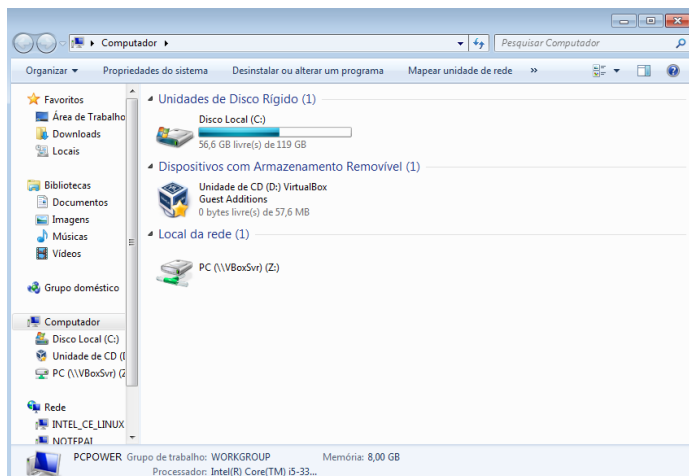 Computador
Pesquisar Computador
Organizar
Propriedades do sistema
Desinstalar ou alterar um programa
Mapear unidade de rede
»
Favoritos
Área de Trabalho
Downloads
Locais
Bibliotecas
Documentos
Imagens
Músicas
Vídeos
Grupo doméstico
Computador
Disco Local (C:)
Unidade de CD (
PC (\\VBoxSvr) (Z
Rede
INTEL_CE_LINUX
NOTEPAI
Unidades de Disco Rígido (1)
Disco Local (C:)
56,6 GB livre(s) de 119 GB
Dispositivos com Armazenamento Removível (1)
Unidade de CD (D:) VirtualBox
Guest Additions
0 bytes livre(s) de 57,6 MB
Local da rede (1)
PC (\\VBoxSvr) (Z:)
PCPOWER Grupo de trabalho: WORKGROUP Memória: 8,00 GB
Processador: Intel(R) Core(TM) i5-33...